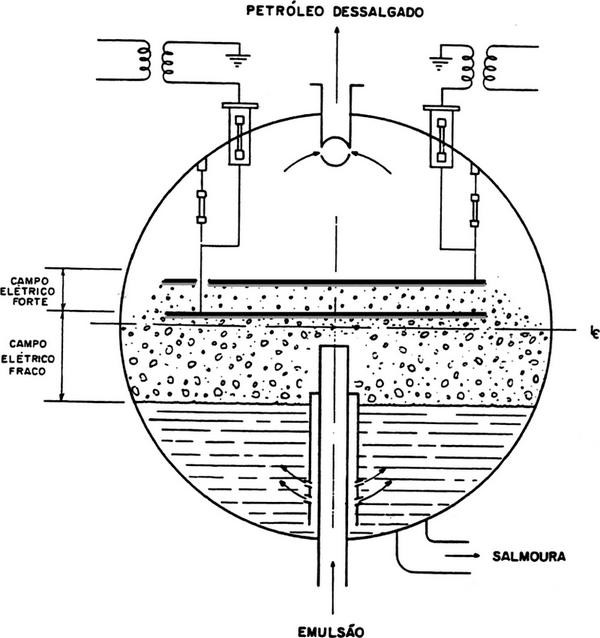 PETRÓLEO DESSALGADO
CAMPO
ELÉTRICO
FORTE
CAMPO
ELÉTRICO
FRACO
SALMOURA
EMULSÃO